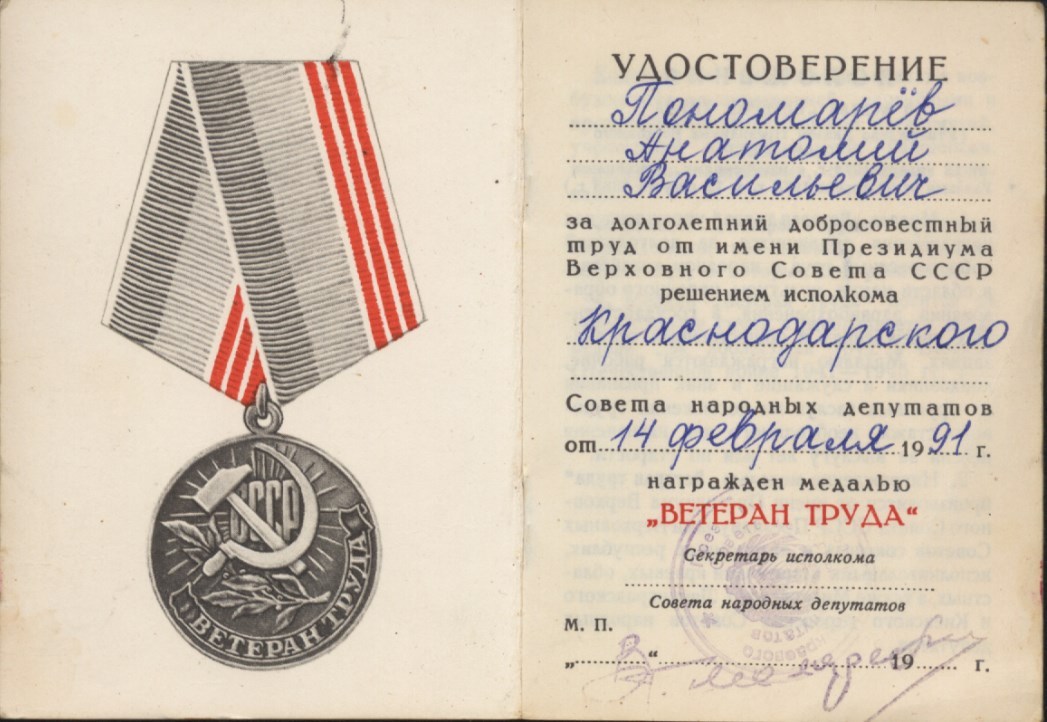 СССР
ВЕТЕРАН ТРУДА
УДОСТОВЕРЕНИЕ
Пономарёв
Анатолий
Васильевич
за долголетний добросовестный
труд от имени Президиума
Верховного Совета СССР
решением исполкома
Краснодарского
Совета народных депутатов
от 14 февраля 1991 г.
награжден медалью
„ВЕТЕРАН ТРУДА“
Секретарь исполкома
Совета народных депутатов
М. П.
„ “ 19 г.